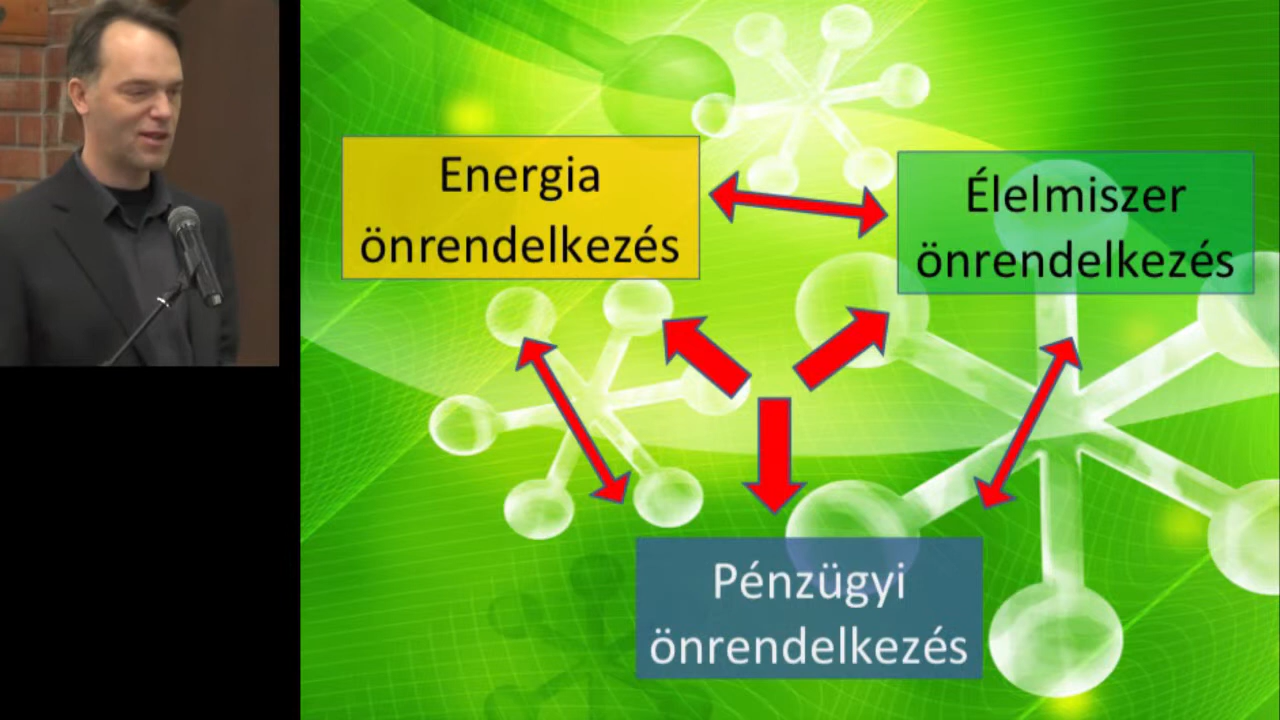 Energia
önrendelkezés
Élelmiszer
önrendelkezés
Pénzügyi
önrendelkezés